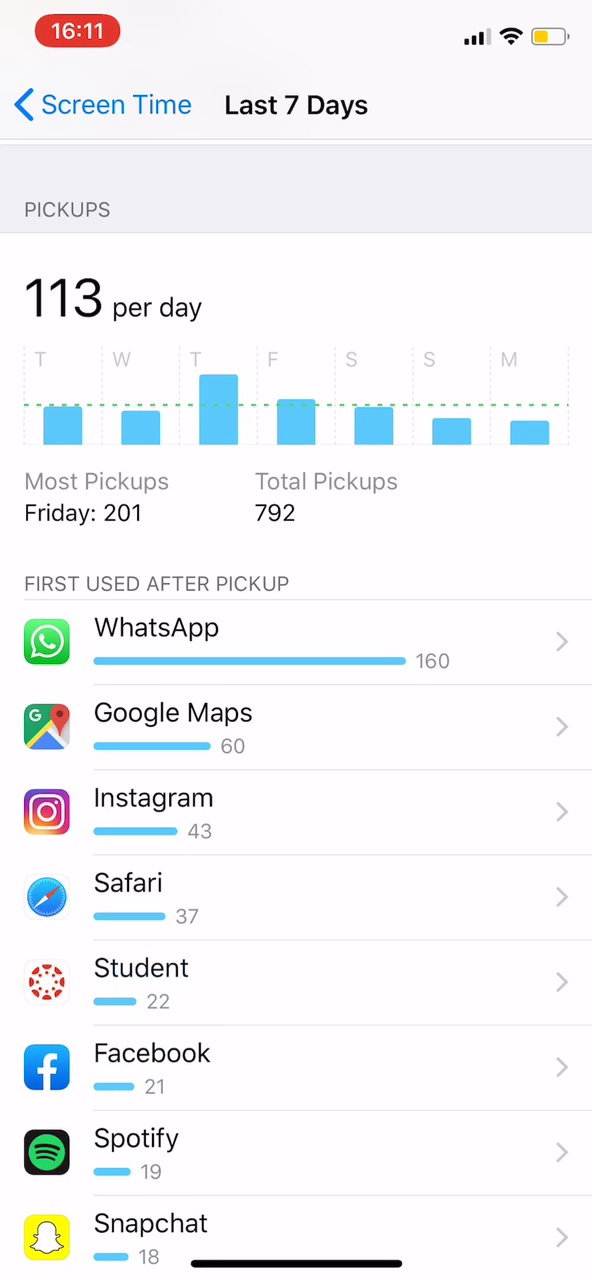 16:11
Screen Time Last 7 Days
PICKUPS
113 per day
T W T F S S M
Most Pickups Total Pickups
Friday: 201 792
FIRST USED AFTER PICKUP
WhatsApp
160
G
Google Maps
60
Instagram
43
Safari
37
Student
22
Facebook
21
Spotify
19
Snapchat
18